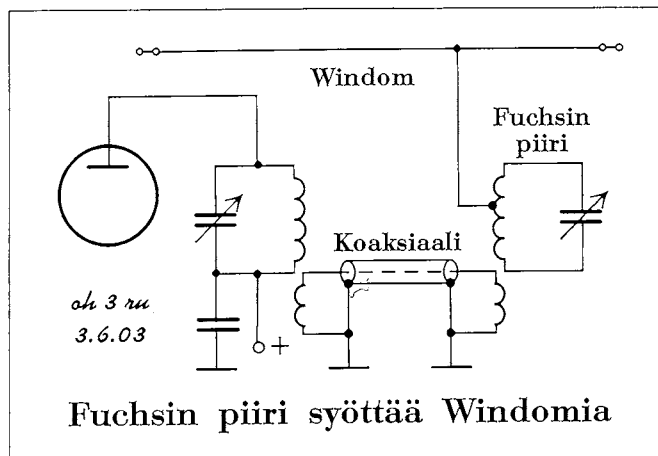 Windom
Fuchsin
piiri
Koaksiaali
oh 3 ru
3.6.03
+
Fuchsin piiri syöttää Windomia